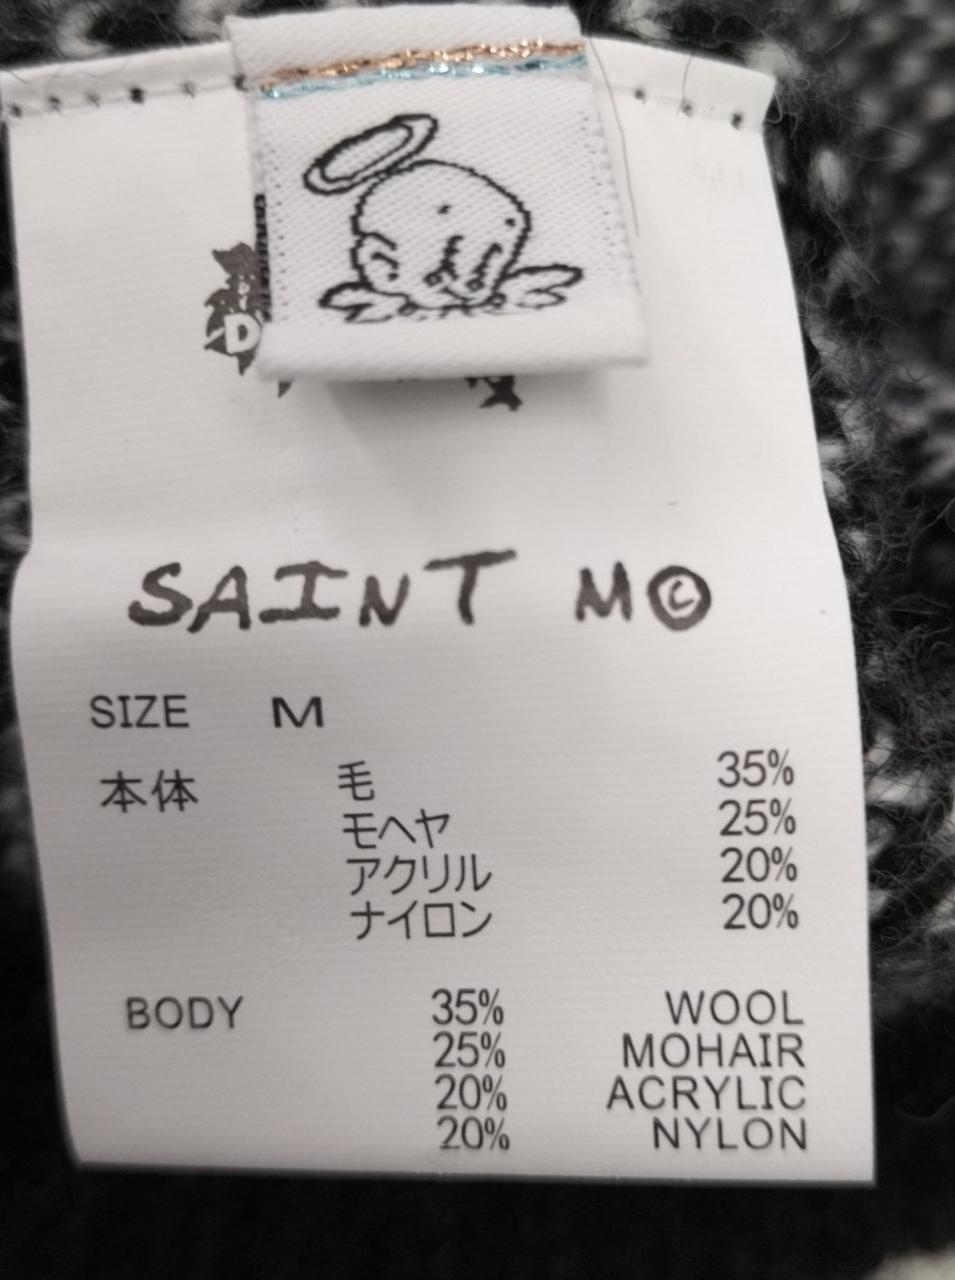 D
SAINT M©
SIZE M
本体 毛 35%
モヘヤ 25%
アクリル 20%
ナイロン 20%
BODY 35% WOOL
25% MOHAIR
20% ACRYLIC
20% NYLON